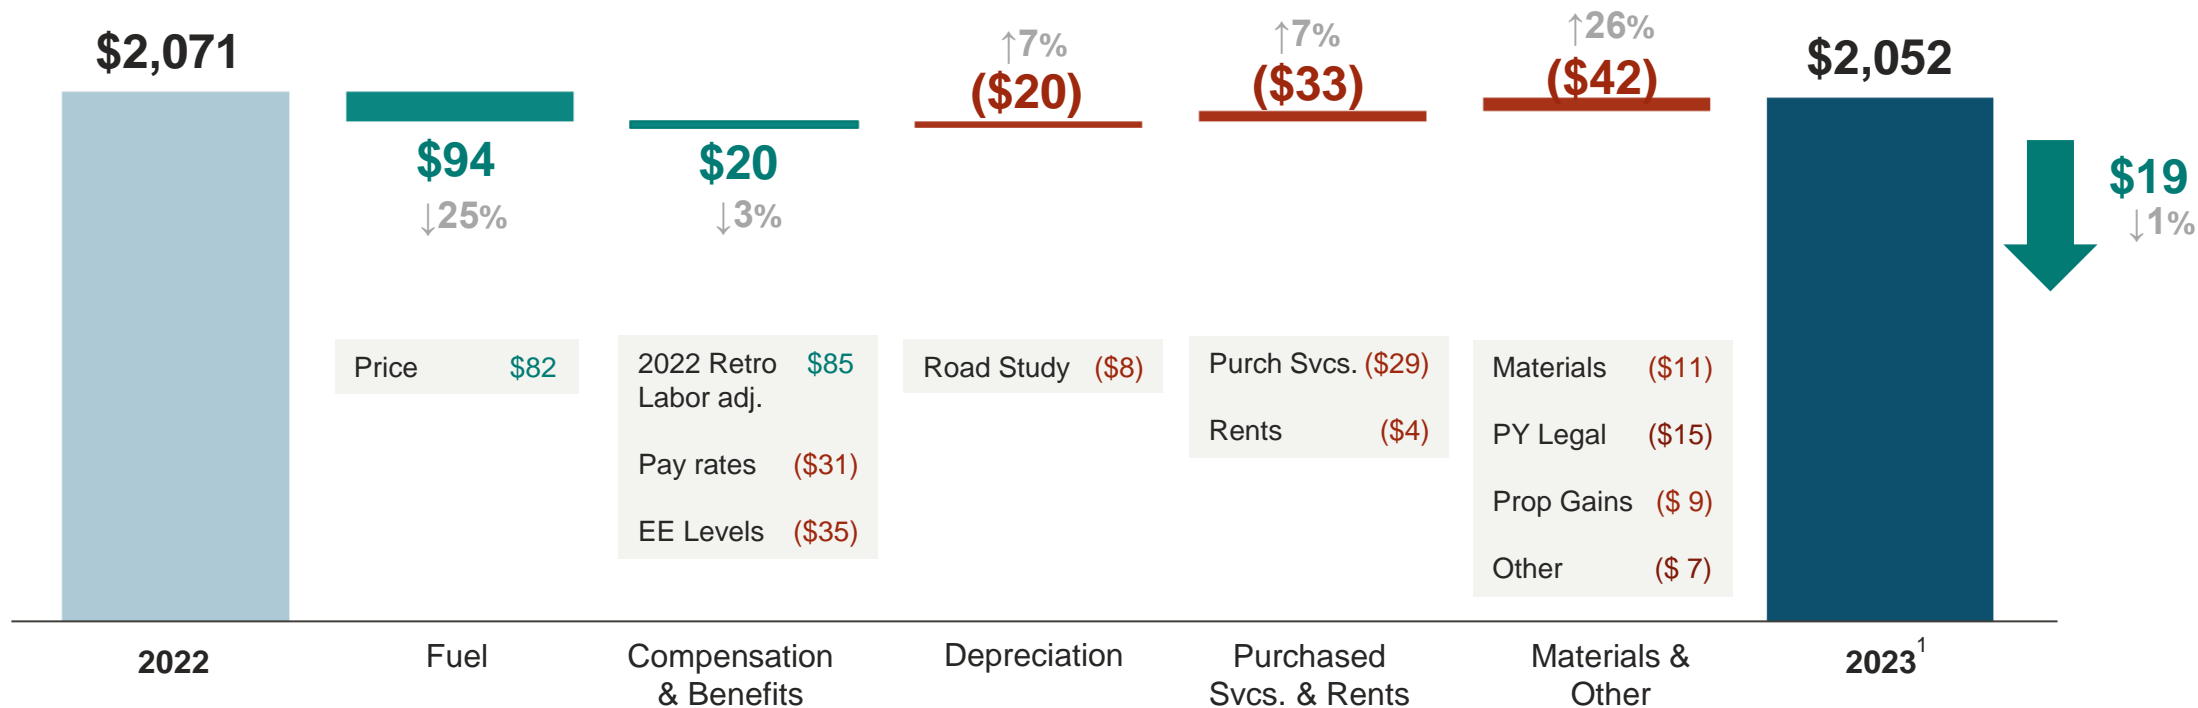 $2,071
$94
↓25%
$20
↓3%
↑7%
($20)
↑7%
($33)
↑26%
($42)
$2,052
$19
↓1%
Price $82
2022 Retro $85
Labor adj.
Pay rates ($31)
EE Levels ($35)
Road Study ($8)
Purch Svcs. ($29)
Rents ($4)
Materials ($11)
PY Legal ($15)
Prop Gains ($ 9)
Other ($ 7)
2022
Fuel
Compensation
& Benefits
Depreciation
Purchased
Svcs. & Rents
Materials &
Other
2023¹